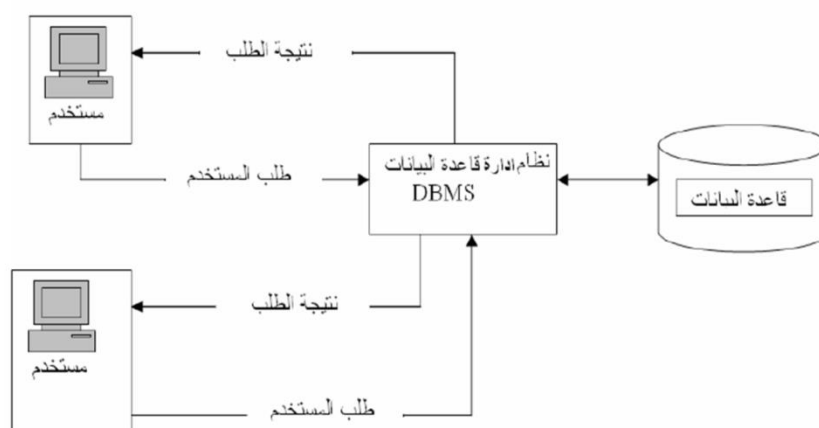 نتيجة الطلب
مستخدم
طلب المستخدم
نظام ادارة قاعدة البيانات
DBMS
قاعدة البيانات
نتيجة الطلب
مستخدم
طلب المستخدم